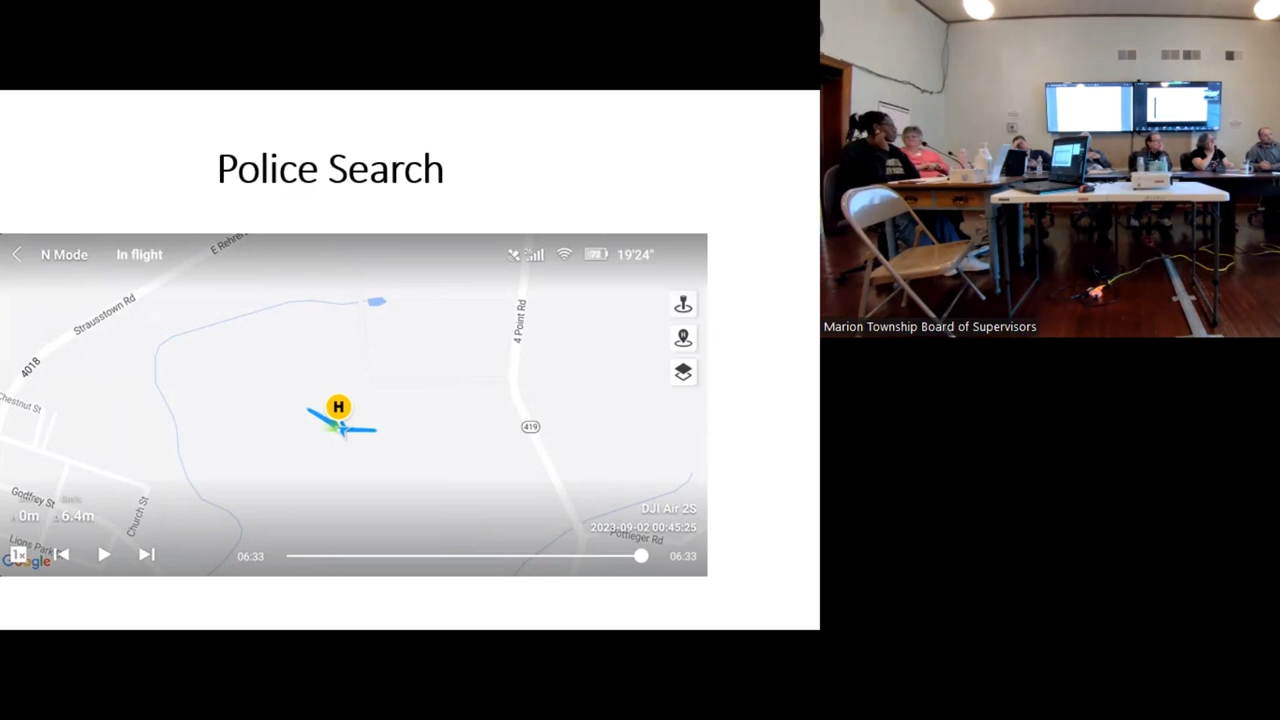 Police Search
N Mode
In flight
72
19'24"
E Rehrer
Strausstown Rd
4018
4 Point Rd
Chestnut St
H
419
Godfrey St
0m
6.4m
Church St
DJI Air 2S
2023-09-02 00:45:25
Pottieger Rd
Lions Park
1x
Google
06:33
06:33
Marion Township Board of Supervisors